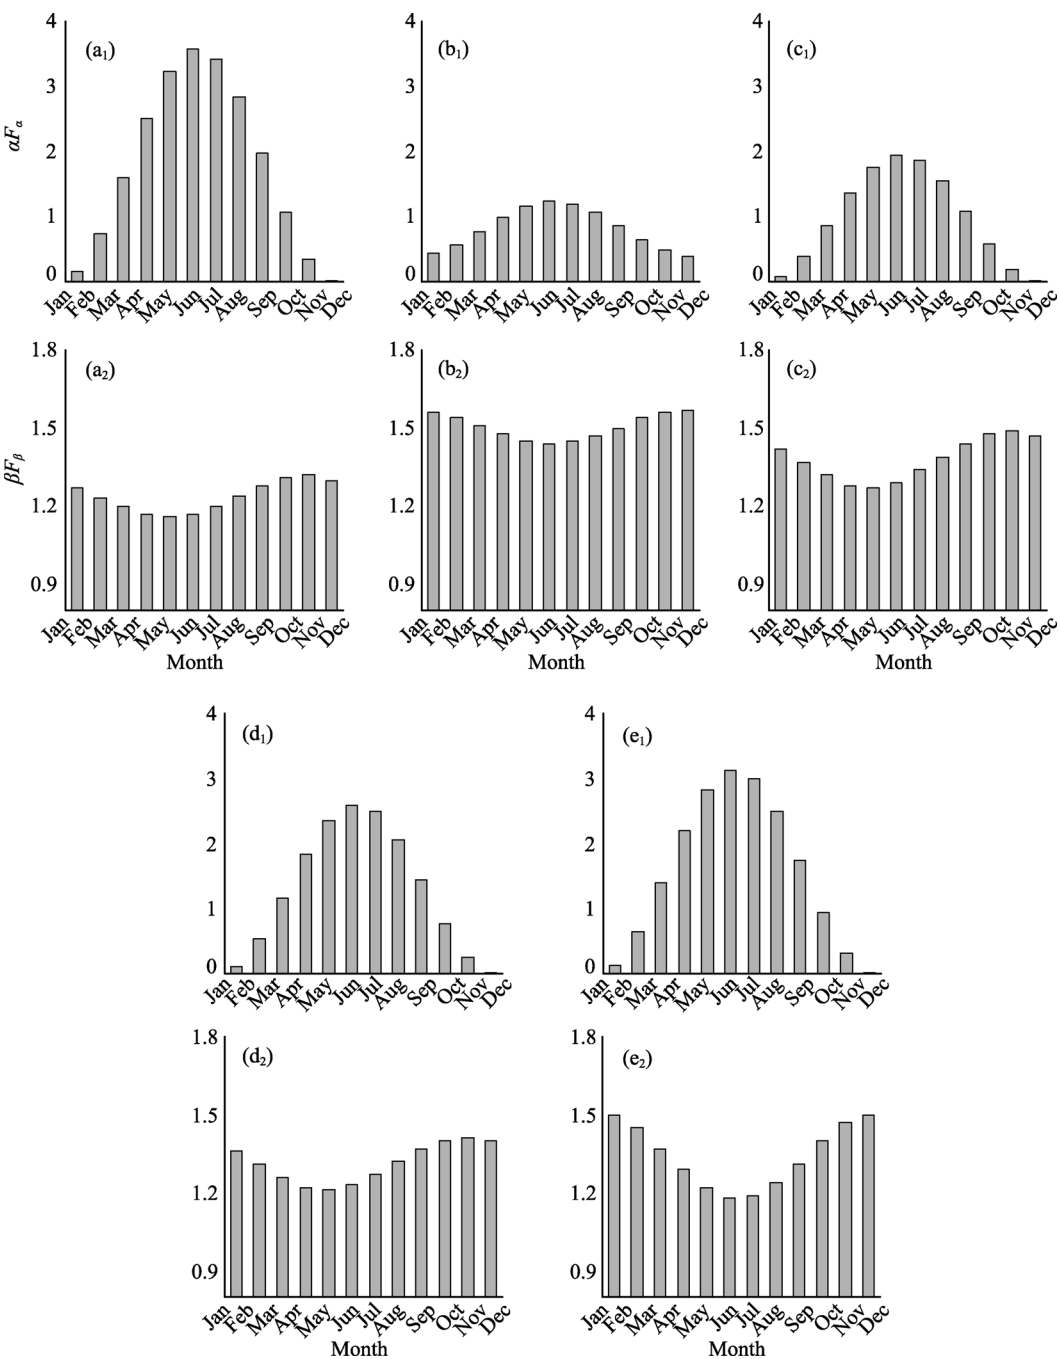 4 3 2 1 0
αFα
(a1)
Jan Feb Mar Apr May Jun Jul Aug Sep Oct Nov Dec
4 3 2 1 0
(b1)
Jan Feb Mar Apr May Jun Jul Aug Sep Oct Nov Dec
4 3 2 1 0
(c1)
Jan Feb Mar Apr May Jun Jul Aug Sep Oct Nov Dec
1.8 1.5 1.2 0.9
βFβ
(a2)
Jan Feb Mar Apr May Jun Jul Aug Sep Oct Nov Dec
Month
1.8 1.5 1.2 0.9
(b2)
Jan Feb Mar Apr May Jun Jul Aug Sep Oct Nov Dec
Month
1.8 1.5 1.2 0.9
(c2)
Jan Feb Mar Apr May Jun Jul Aug Sep Oct Nov Dec
Month
4 3 2 1 0
(d1)
Jan Feb Mar Apr May Jun Jul Aug Sep Oct Nov Dec
4 3 2 1 0
(e1)
Jan Feb Mar Apr May Jun Jul Aug Sep Oct Nov Dec
1.8 1.5 1.2 0.9
(d2)
Jan Feb Mar Apr May Jun Jul Aug Sep Oct Nov Dec
Month
1.8 1.5 1.2 0.9
(e2)
Jan Feb Mar Apr May Jun Jul Aug Sep Oct Nov Dec
Month